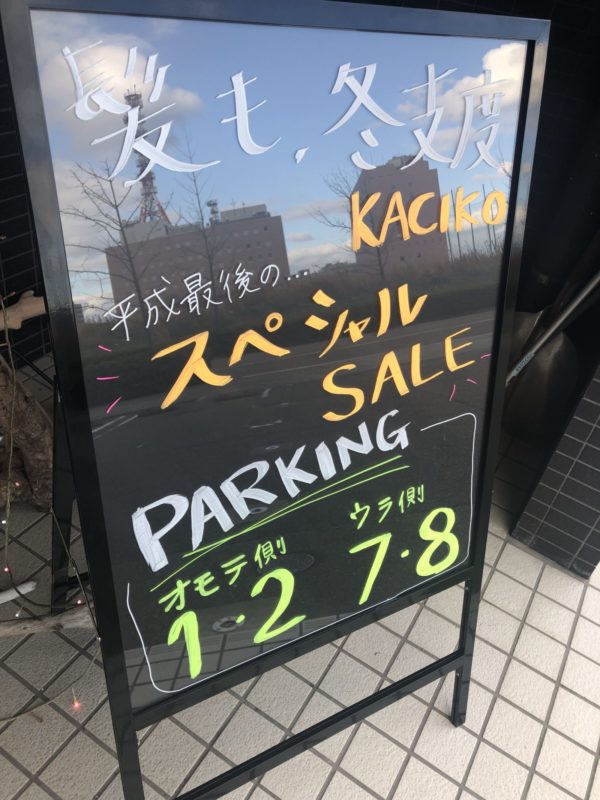 髪も、冬支度
KACIKO
平成最後の...
スペシャル
SALE
PARKING
オモテ側 ウラ側
1・2 7・8